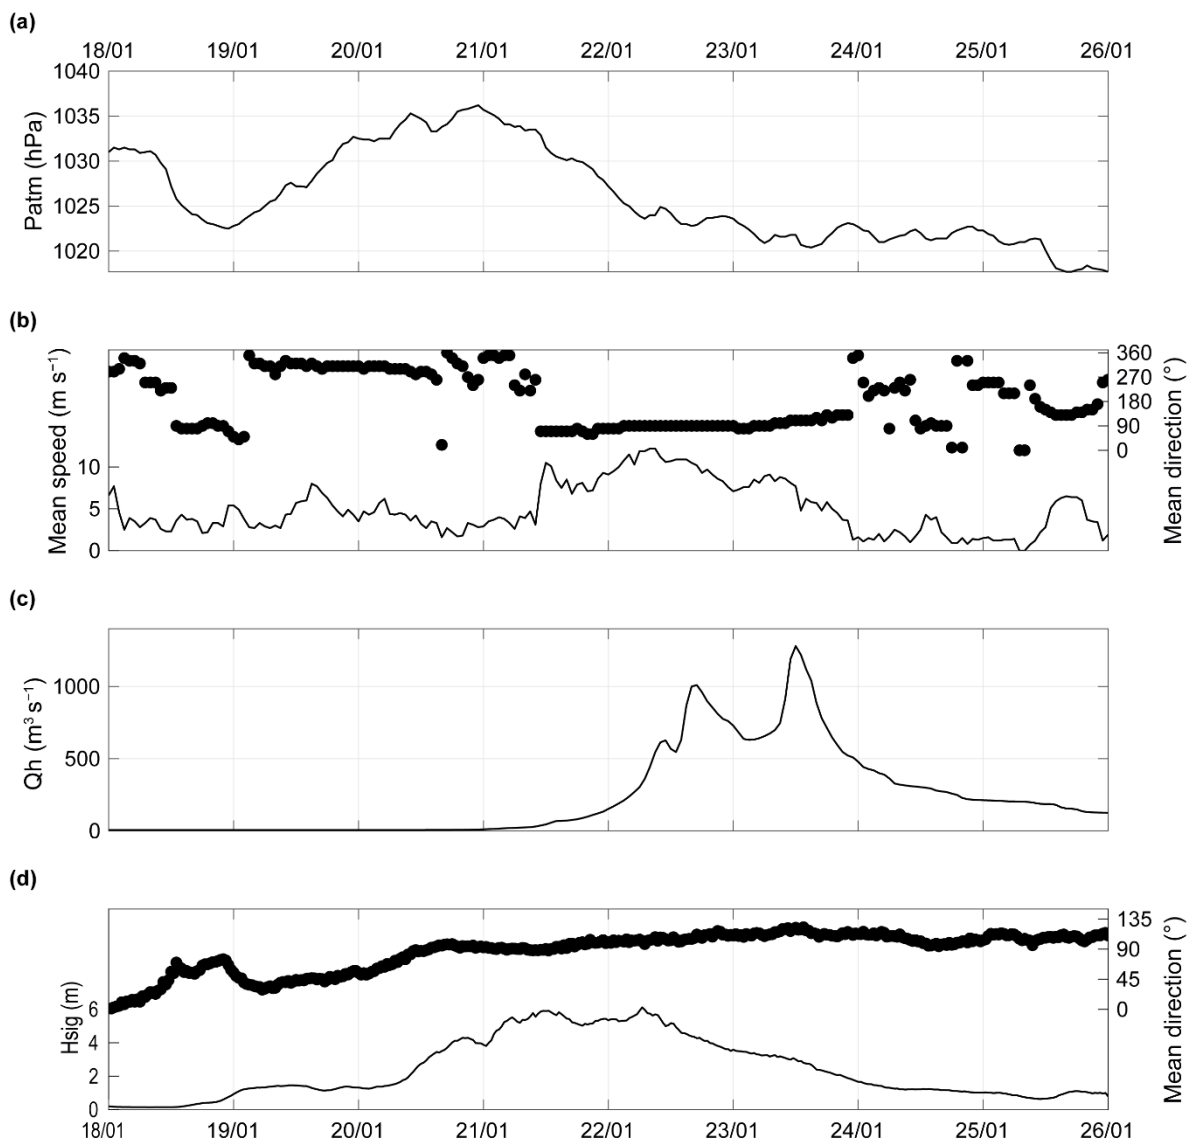 (a)
18/01 19/01 20/01 21/01 22/01 23/01 24/01 25/01 26/01
1040
1035
1030
1025
1020
Patm (hPa)
(b)
Mean speed (m s⁻¹)
10
5
0
360
270
180
90
0
Mean direction (°)
(c)
Qh (m³ s⁻¹)
1000
500
0
(d)
Hsig (m)
6
4
2
0
135
90
45
0
Mean direction (°)
18/01 19/01 20/01 21/01 22/01 23/01 24/01 25/01 26/01